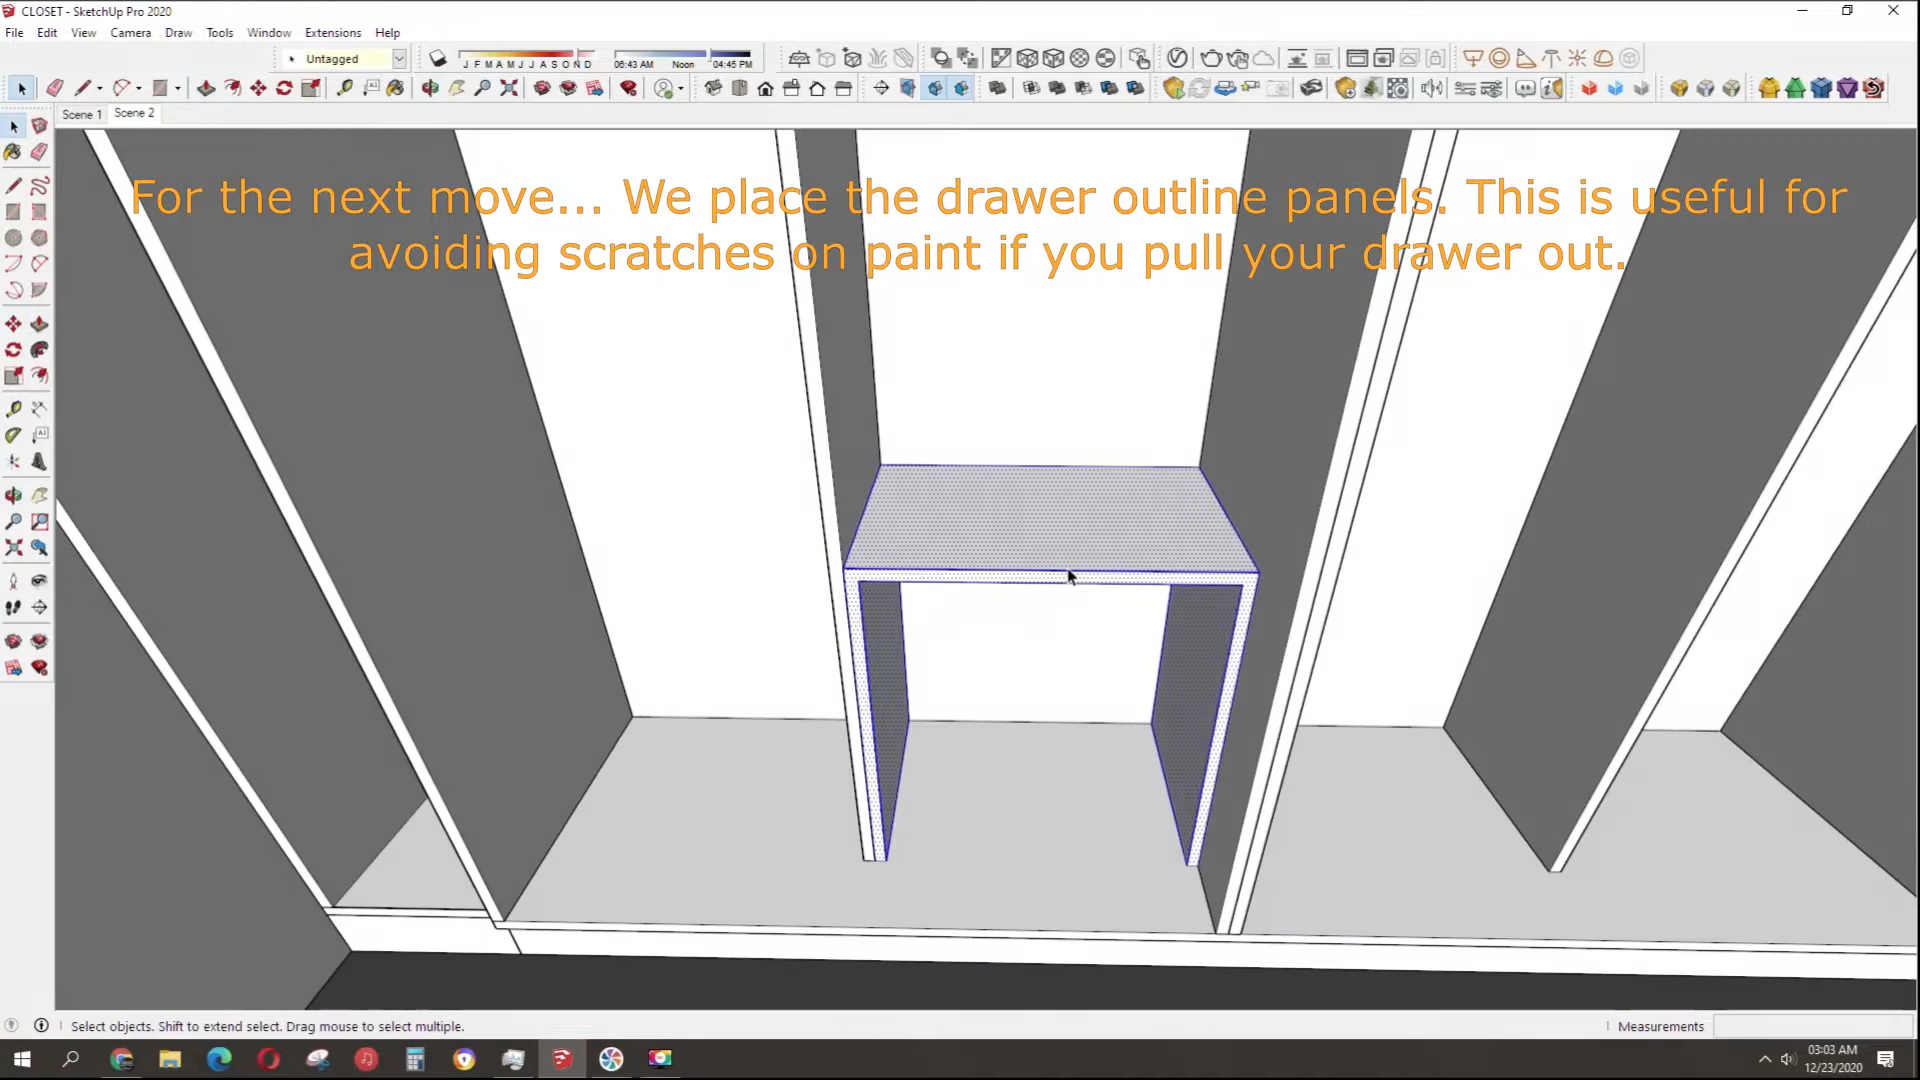 CLOSET - SketchUp Pro 2020
File Edit View Camera Draw Tools Window Extensions Help
Untagged
J F M A M J J A S O N D
06:43 AM Noon 04:45 PM
Scene 1 Scene 2
For the next move... We place the drawer outline panels. This is useful for
avoiding scratches on paint if you pull your drawer out.
Select objects. Shift to extend select. Drag mouse to select multiple.
Measurements
03:03 AM
12/23/2020